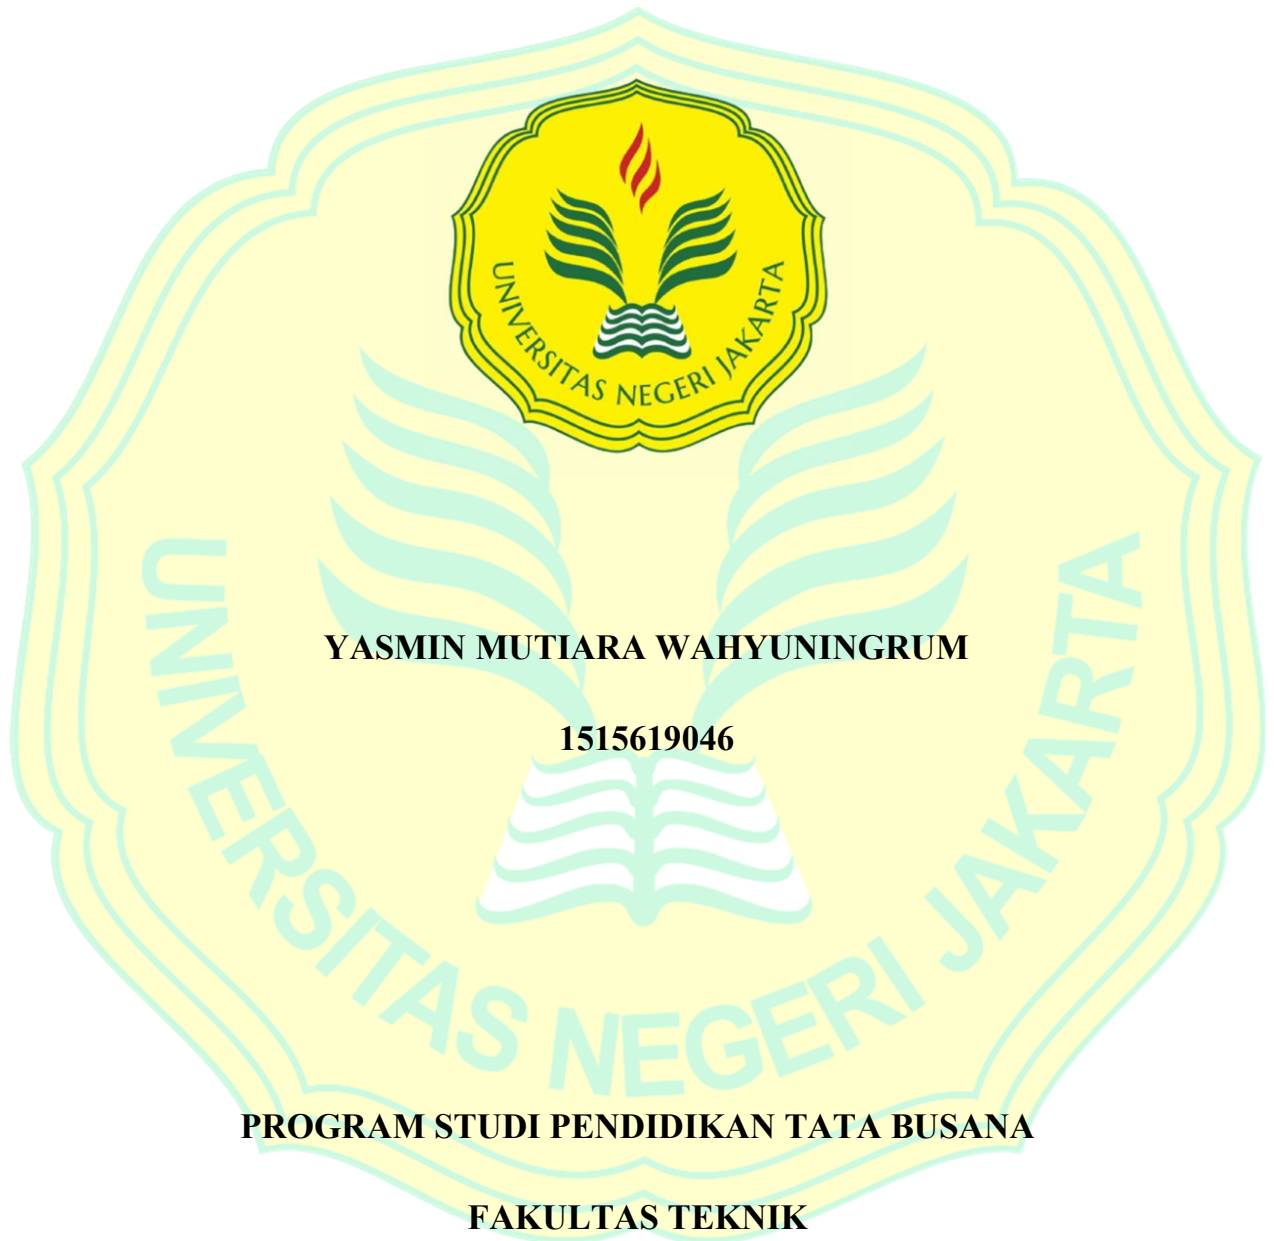 UNIVERSITAS NEGERI JAKARTA
YASMIN MUTIARA WAHYUNINGRUM
1515619046
UNIVERSITAS NEGERI JAKARTA
PROGRAM STUDI PENDIDIKAN TATA BUSANA
FAKULTAS TEKNIK